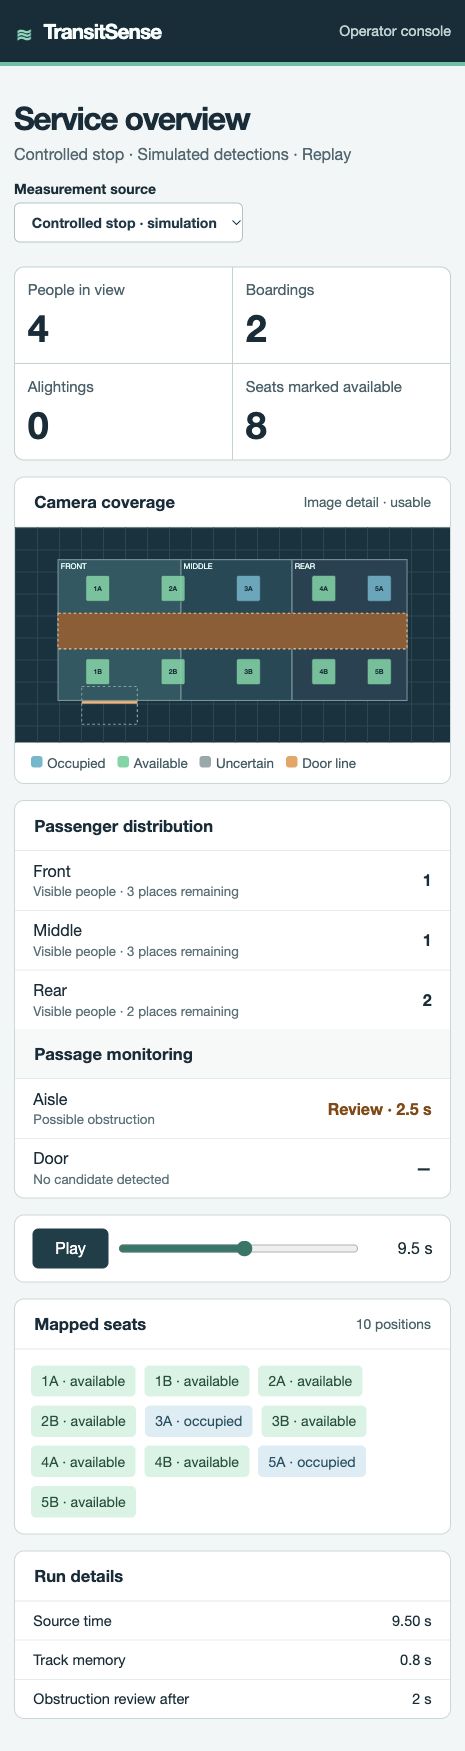 TransitSense
Operator console
Service overview
Controlled stop · Simulated detections · Replay
Measurement source
Controlled stop · simulation
People in view
4
Boardings
2
Alightings
0
Seats marked available
8
Camera coverage
Image detail · usable
FRONT
MIDDLE
REAR
1A
2A
3A
4A
5A
1B
2B
3B
4B
5B
Occupied
Available
Uncertain
Door line
Passenger distribution
Front
1
Visible people · 3 places remaining
Middle
1
Visible people · 3 places remaining
Rear
2
Visible people · 2 places remaining
Passage monitoring
Aisle
Review · 2.5 s
Possible obstruction
Door
—
No candidate detected
Play
9.5 s
Mapped seats
10 positions
1A · available
1B · available
2A · available
2B · available
3A · occupied
3B · available
4A · available
4B · available
5A · occupied
5B · available
Run details
Source time
9.50 s
Track memory
0.8 s
Obstruction review after
2 s